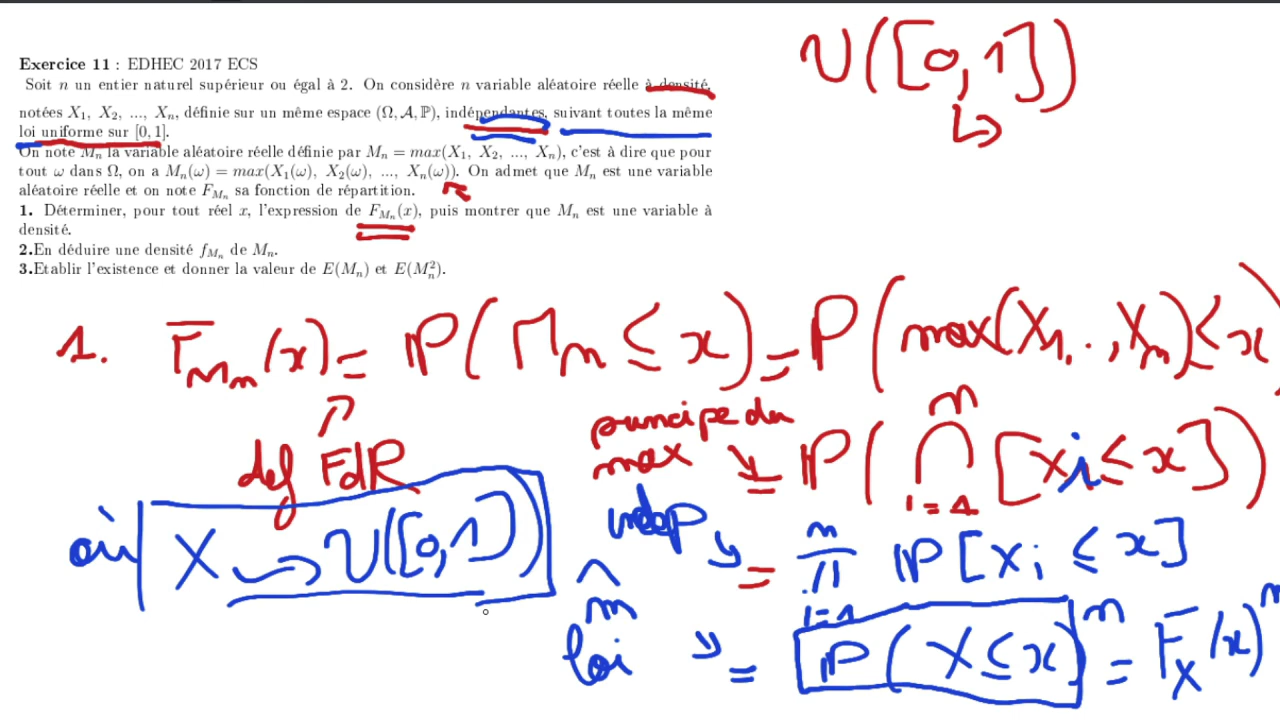 Exercice 11 : EDHEC 2017 ECS
Soit n un entier naturel supérieur ou égal à 2. On considère n variable aléatoire réelle à densité,
notées X₁, X₂, ..., Xₙ, définie sur un même espace (Ω, 𝒜, ℙ), indépendantes, suivant toutes la même
loi uniforme sur [0, 1].
On note Mₙ la variable aléatoire réelle définie par Mₙ = max(X₁, X₂, ..., Xₙ), c'est à dire que pour
tout ω dans Ω, on a Mₙ(ω) = max(X₁(ω), X₂(ω), ..., Xₙ(ω)). On admet que Mₙ est une variable
aléatoire réelle et on note F_{Mₙ} sa fonction de répartition.
1. Déterminer, pour tout réel x, l'expression de F_{Mₙ}(x), puis montrer que Mₙ est une variable à
densité.
2.En déduire une densité f_{Mₙ} de Mₙ.
3.Etablir l'existence et donner la valeur de E(Mₙ) et E(Mₙ²).
U([0,1])
1. F_{Mₙ}(x) = ℙ(Mₙ ≤ x) = P(max(X₁,..,Xₙ) ≤ x
def FdR
principe du
max = ℙ(⋂_{i=1}^{n} [Xi ≤ x])
indep = π_{i=1}^{n} ℙ[Xi ≤ x]
où X ↪ U([0,1])
m
loi = ℙ(X ≤ x)ⁿ = F_X(x)ⁿ